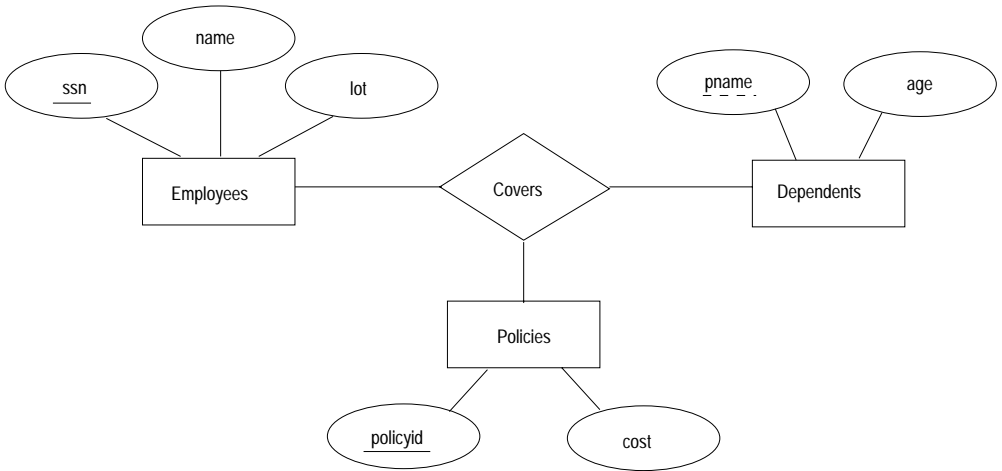 name
ssn
lot
pname
age
Employees
Covers
Dependents
Policies
policyid
cost